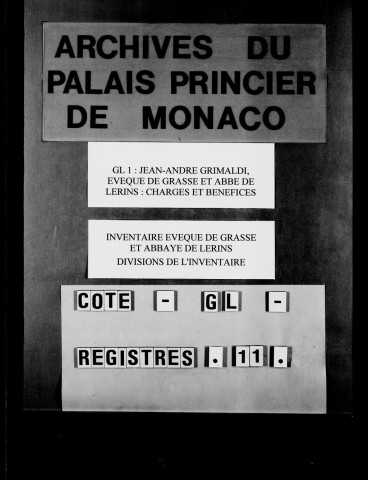 ARCHIVES DU
PALAIS PRINCIER
DE MONACO
GL 1 : JEAN-ANDRE GRIMALDI,
EVEQUE DE GRASSE ET ABBE DE
LERINS : CHARGES ET BENEFICES
INVENTAIRE EVEQUE DE GRASSE
ET ABBAYE DE LERINS
DIVISIONS DE L'INVENTAIRE
COTE - GL -
REGISTRES . 11 .